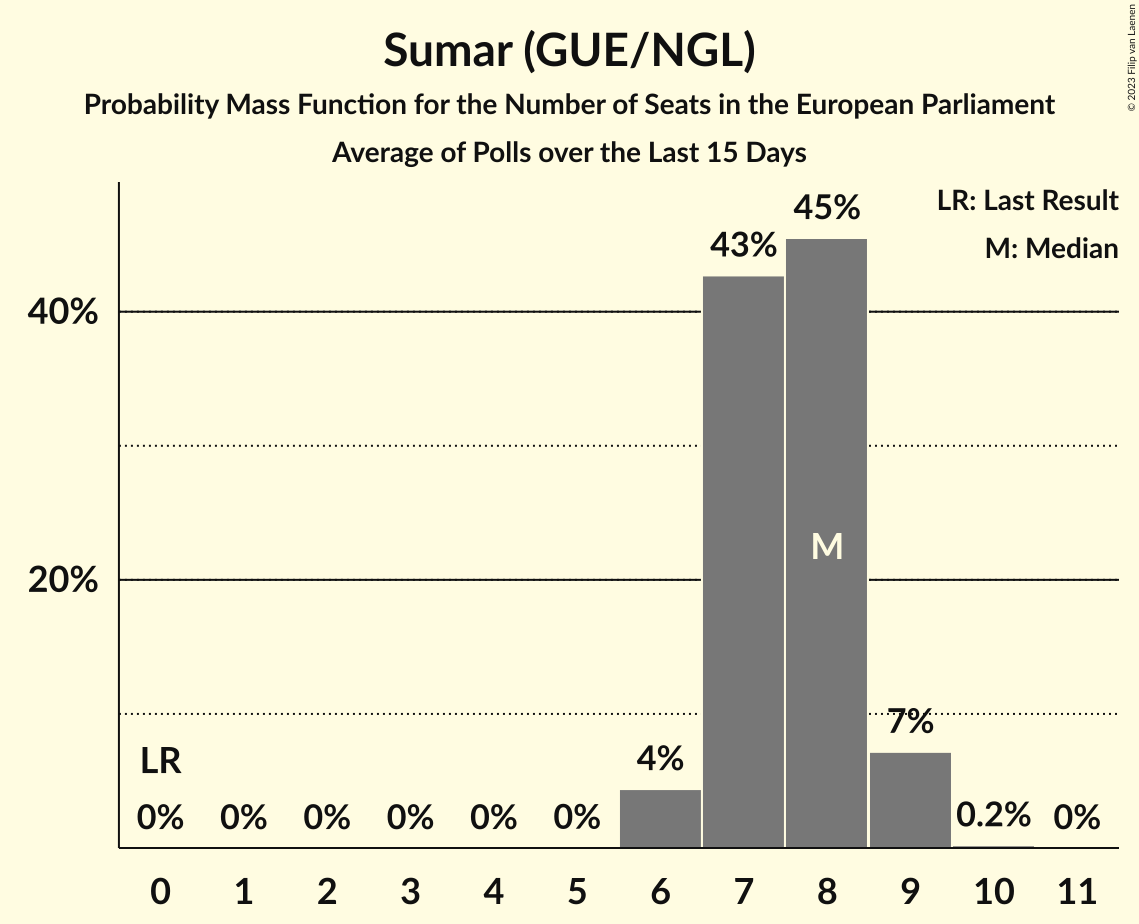 Sumar (GUE/NGL)
Probability Mass Function for the Number of Seats in the European Parliament
Average of Polls over the Last 15 Days
© 2023 Filip van Laenen
LR: Last Result
M: Median
45%
43%
40%
M
20%
7%
LR
4%
0% 0% 0% 0% 0% 0% 0.2% 0%
0 1 2 3 4 5 6 7 8 9 10 11